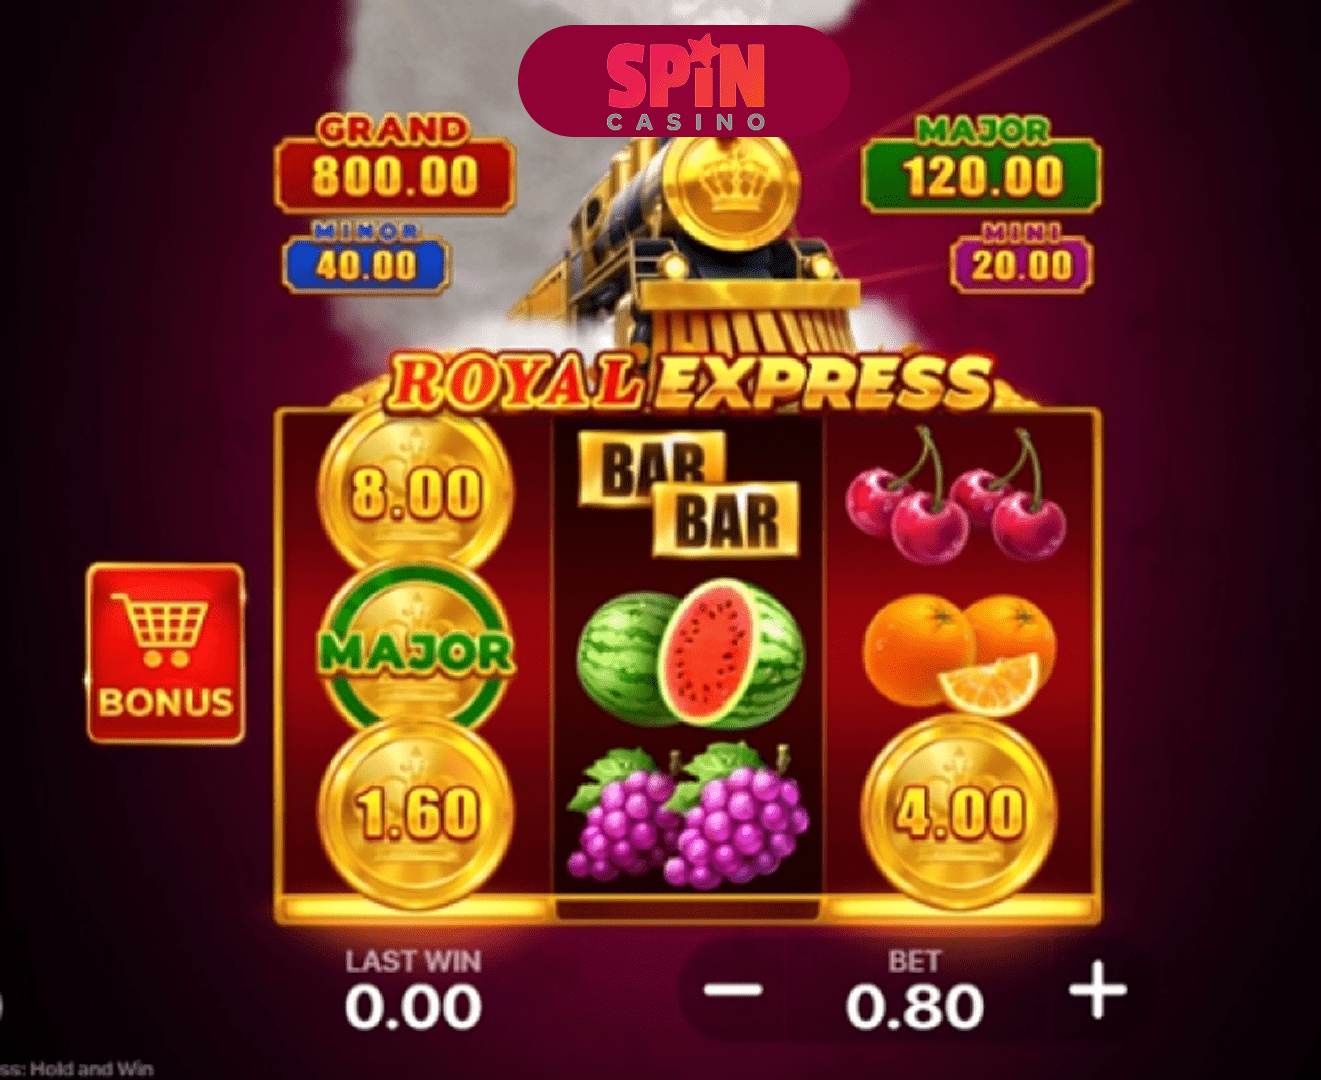 SPIN
CASINO
GRAND
800.00
MAJOR
120.00
MINOR
40.00
MINI
20.00
ROYAL EXPRESS
8.00
BAR
BAR
MAJOR
BONUS
1.60
4.00
LAST WIN
0.00
BET
0.80
ss: Hold and Win